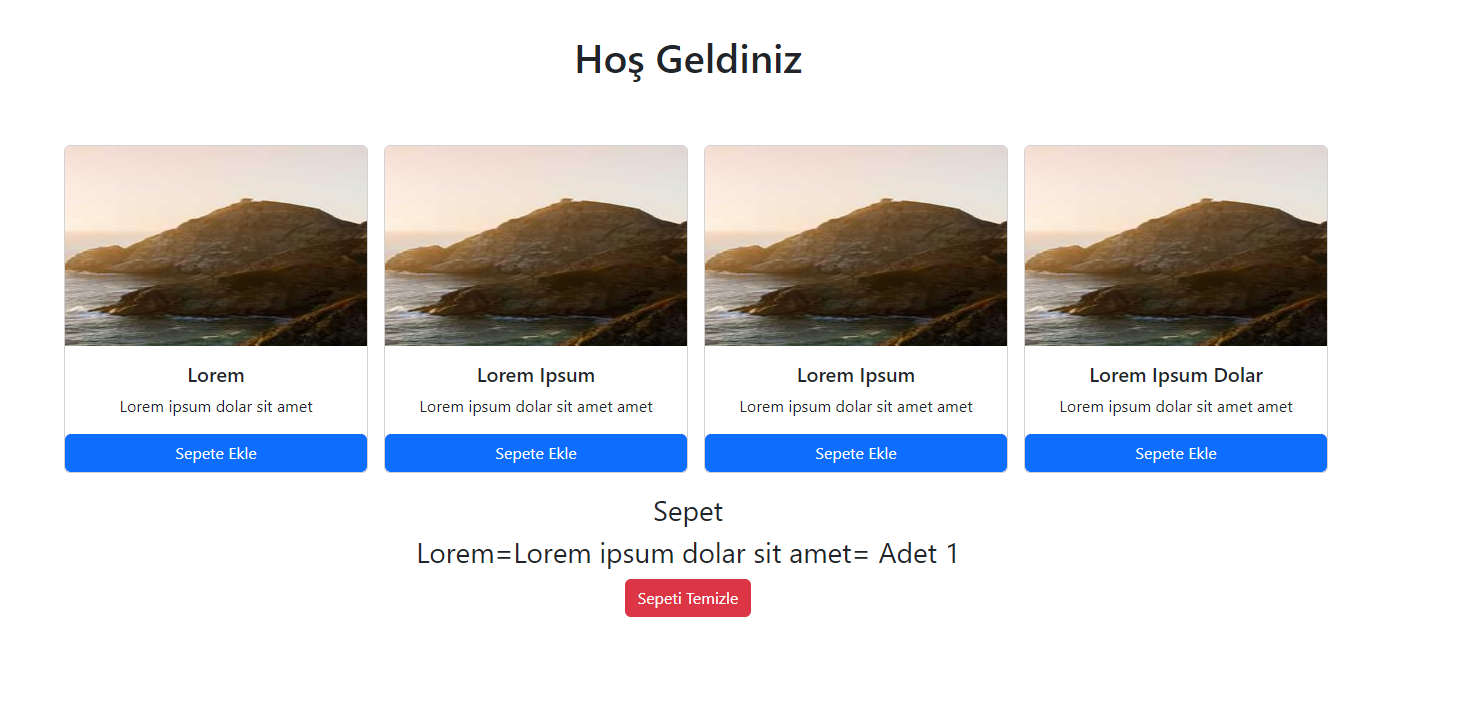 Hoş Geldiniz
Lorem
Lorem ipsum dolar sit amet
Sepete Ekle
Lorem Ipsum
Lorem ipsum dolar sit amet amet
Sepete Ekle
Lorem Ipsum
Lorem ipsum dolar sit amet amet
Sepete Ekle
Lorem Ipsum Dolar
Lorem ipsum dolar sit amet amet
Sepete Ekle
Sepet
Lorem=Lorem ipsum dolar sit amet= Adet 1
Sepeti Temizle